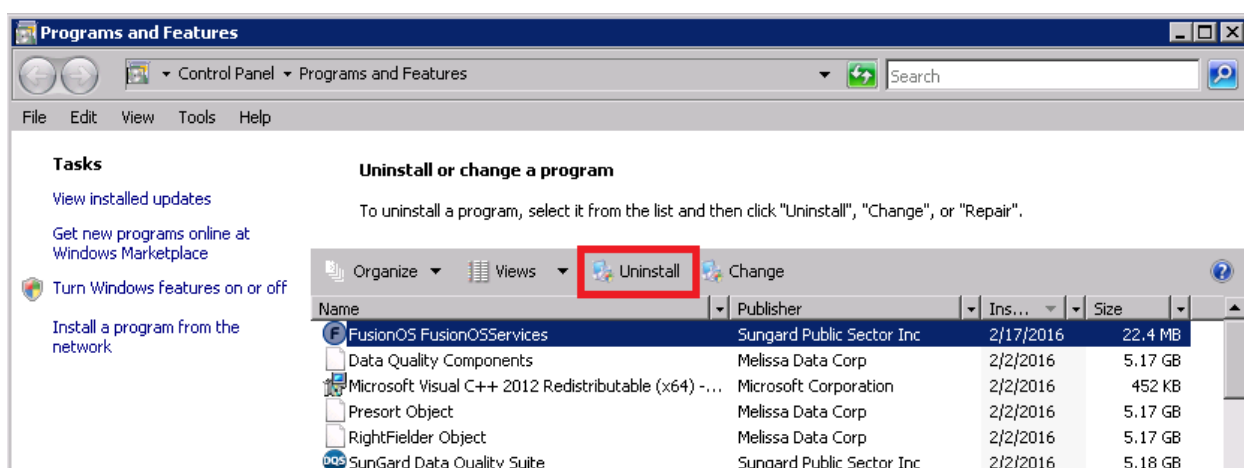 Programs and Features
Control Panel Programs and Features
Search
File Edit View Tools Help
Tasks
View installed updates
Get new programs online at
Windows Marketplace
Turn Windows features on or off
Install a program from the
network
Uninstall or change a program
To uninstall a program, select it from the list and then click "Uninstall", "Change", or "Repair".
Organize Views Uninstall Change
Name Publisher Ins... Size
F FusionOS FusionOSServices Sungard Public Sector Inc 2/17/2016 22.4 MB
Data Quality Components Melissa Data Corp 2/2/2016 5.17 GB
Microsoft Visual C++ 2012 Redistributable (x64) -... Microsoft Corporation 2/2/2016 452 KB
Presort Object Melissa Data Corp 2/2/2016 5.17 GB
RightFielder Object Melissa Data Corp 2/2/2016 5.17 GB
DQS SunGard Data Quality Suite Sungard Public Sector Inc 2/2/2016 5.18 GB